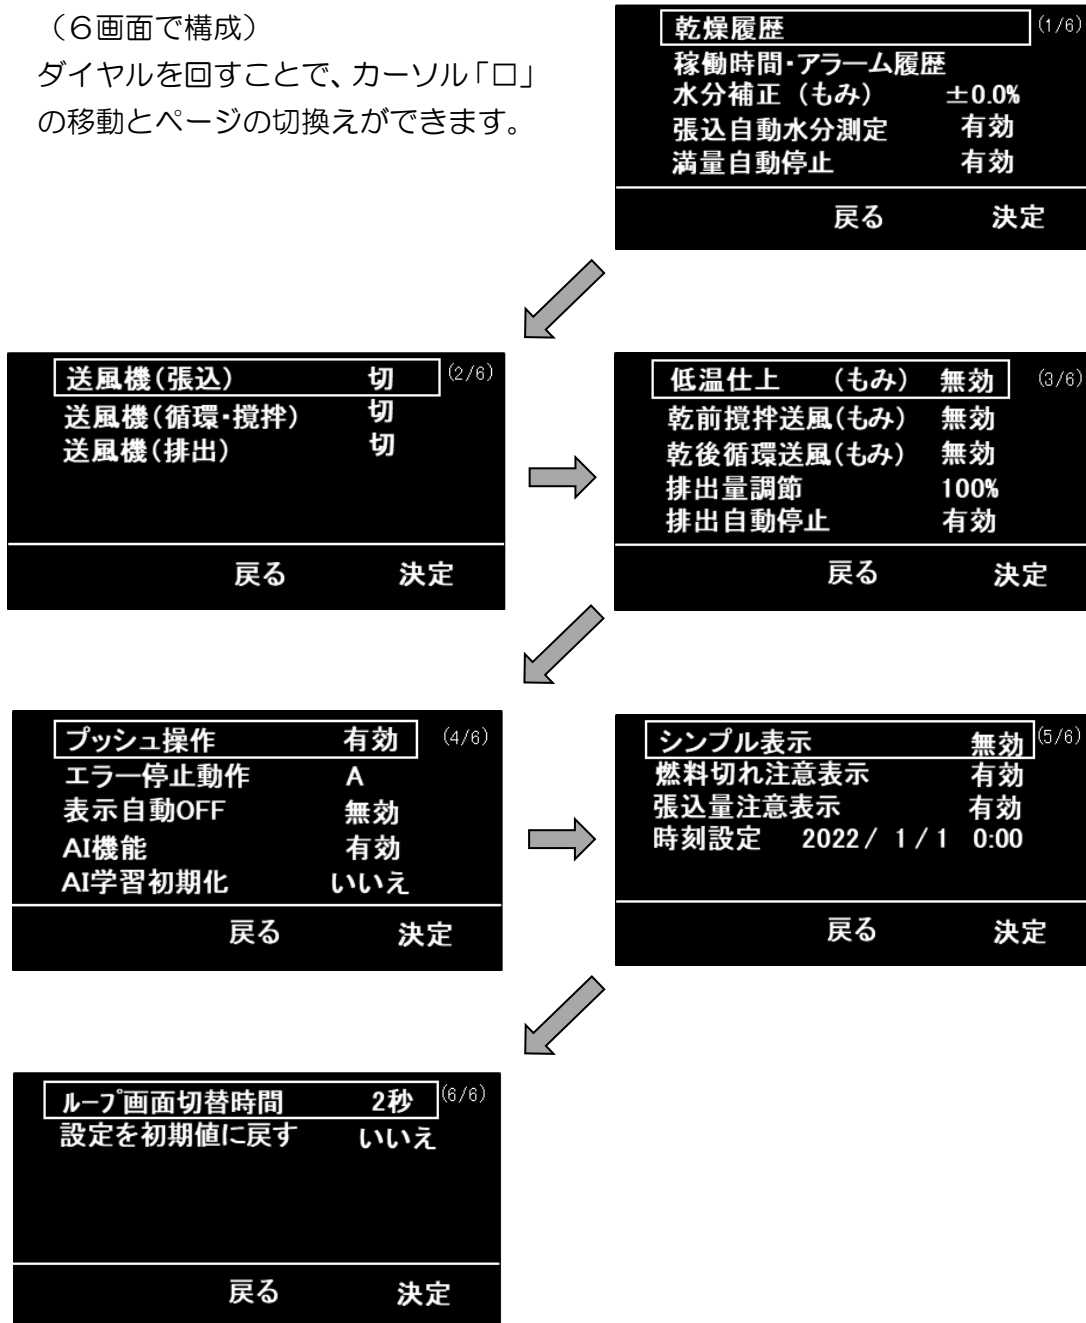 （６画面で構成）
ダイヤルを回すことで、カーソル「□」
の移動とページの切換えができます。
乾燥履歴 (1/6)
稼働時間・アラーム履歴
水分補正（もみ） ±0.0%
張込自動水分測定 有効
満量自動停止 有効
戻る 決定
送風機（張込） 切 (2/6)
送風機（循環・撹拌） 切
送風機（排出） 切
戻る 決定
低温仕上 （もみ） 無効 (3/6)
乾前撹拌送風（もみ） 無効
乾後循環送風（もみ） 無効
排出量調節 100%
排出自動停止 有効
戻る 決定
プッシュ操作 有効 (4/6)
エラー停止動作 A
表示自動OFF 無効
AI機能 有効
AI学習初期化 いいえ
戻る 決定
シンプル表示 無効 (5/6)
燃料切れ注意表示 有効
張込量注意表示 有効
時刻設定 2022/ 1/1 0:00
戻る 決定
ループ画面切替時間 2秒 (6/6)
設定を初期値に戻す いいえ
戻る 決定